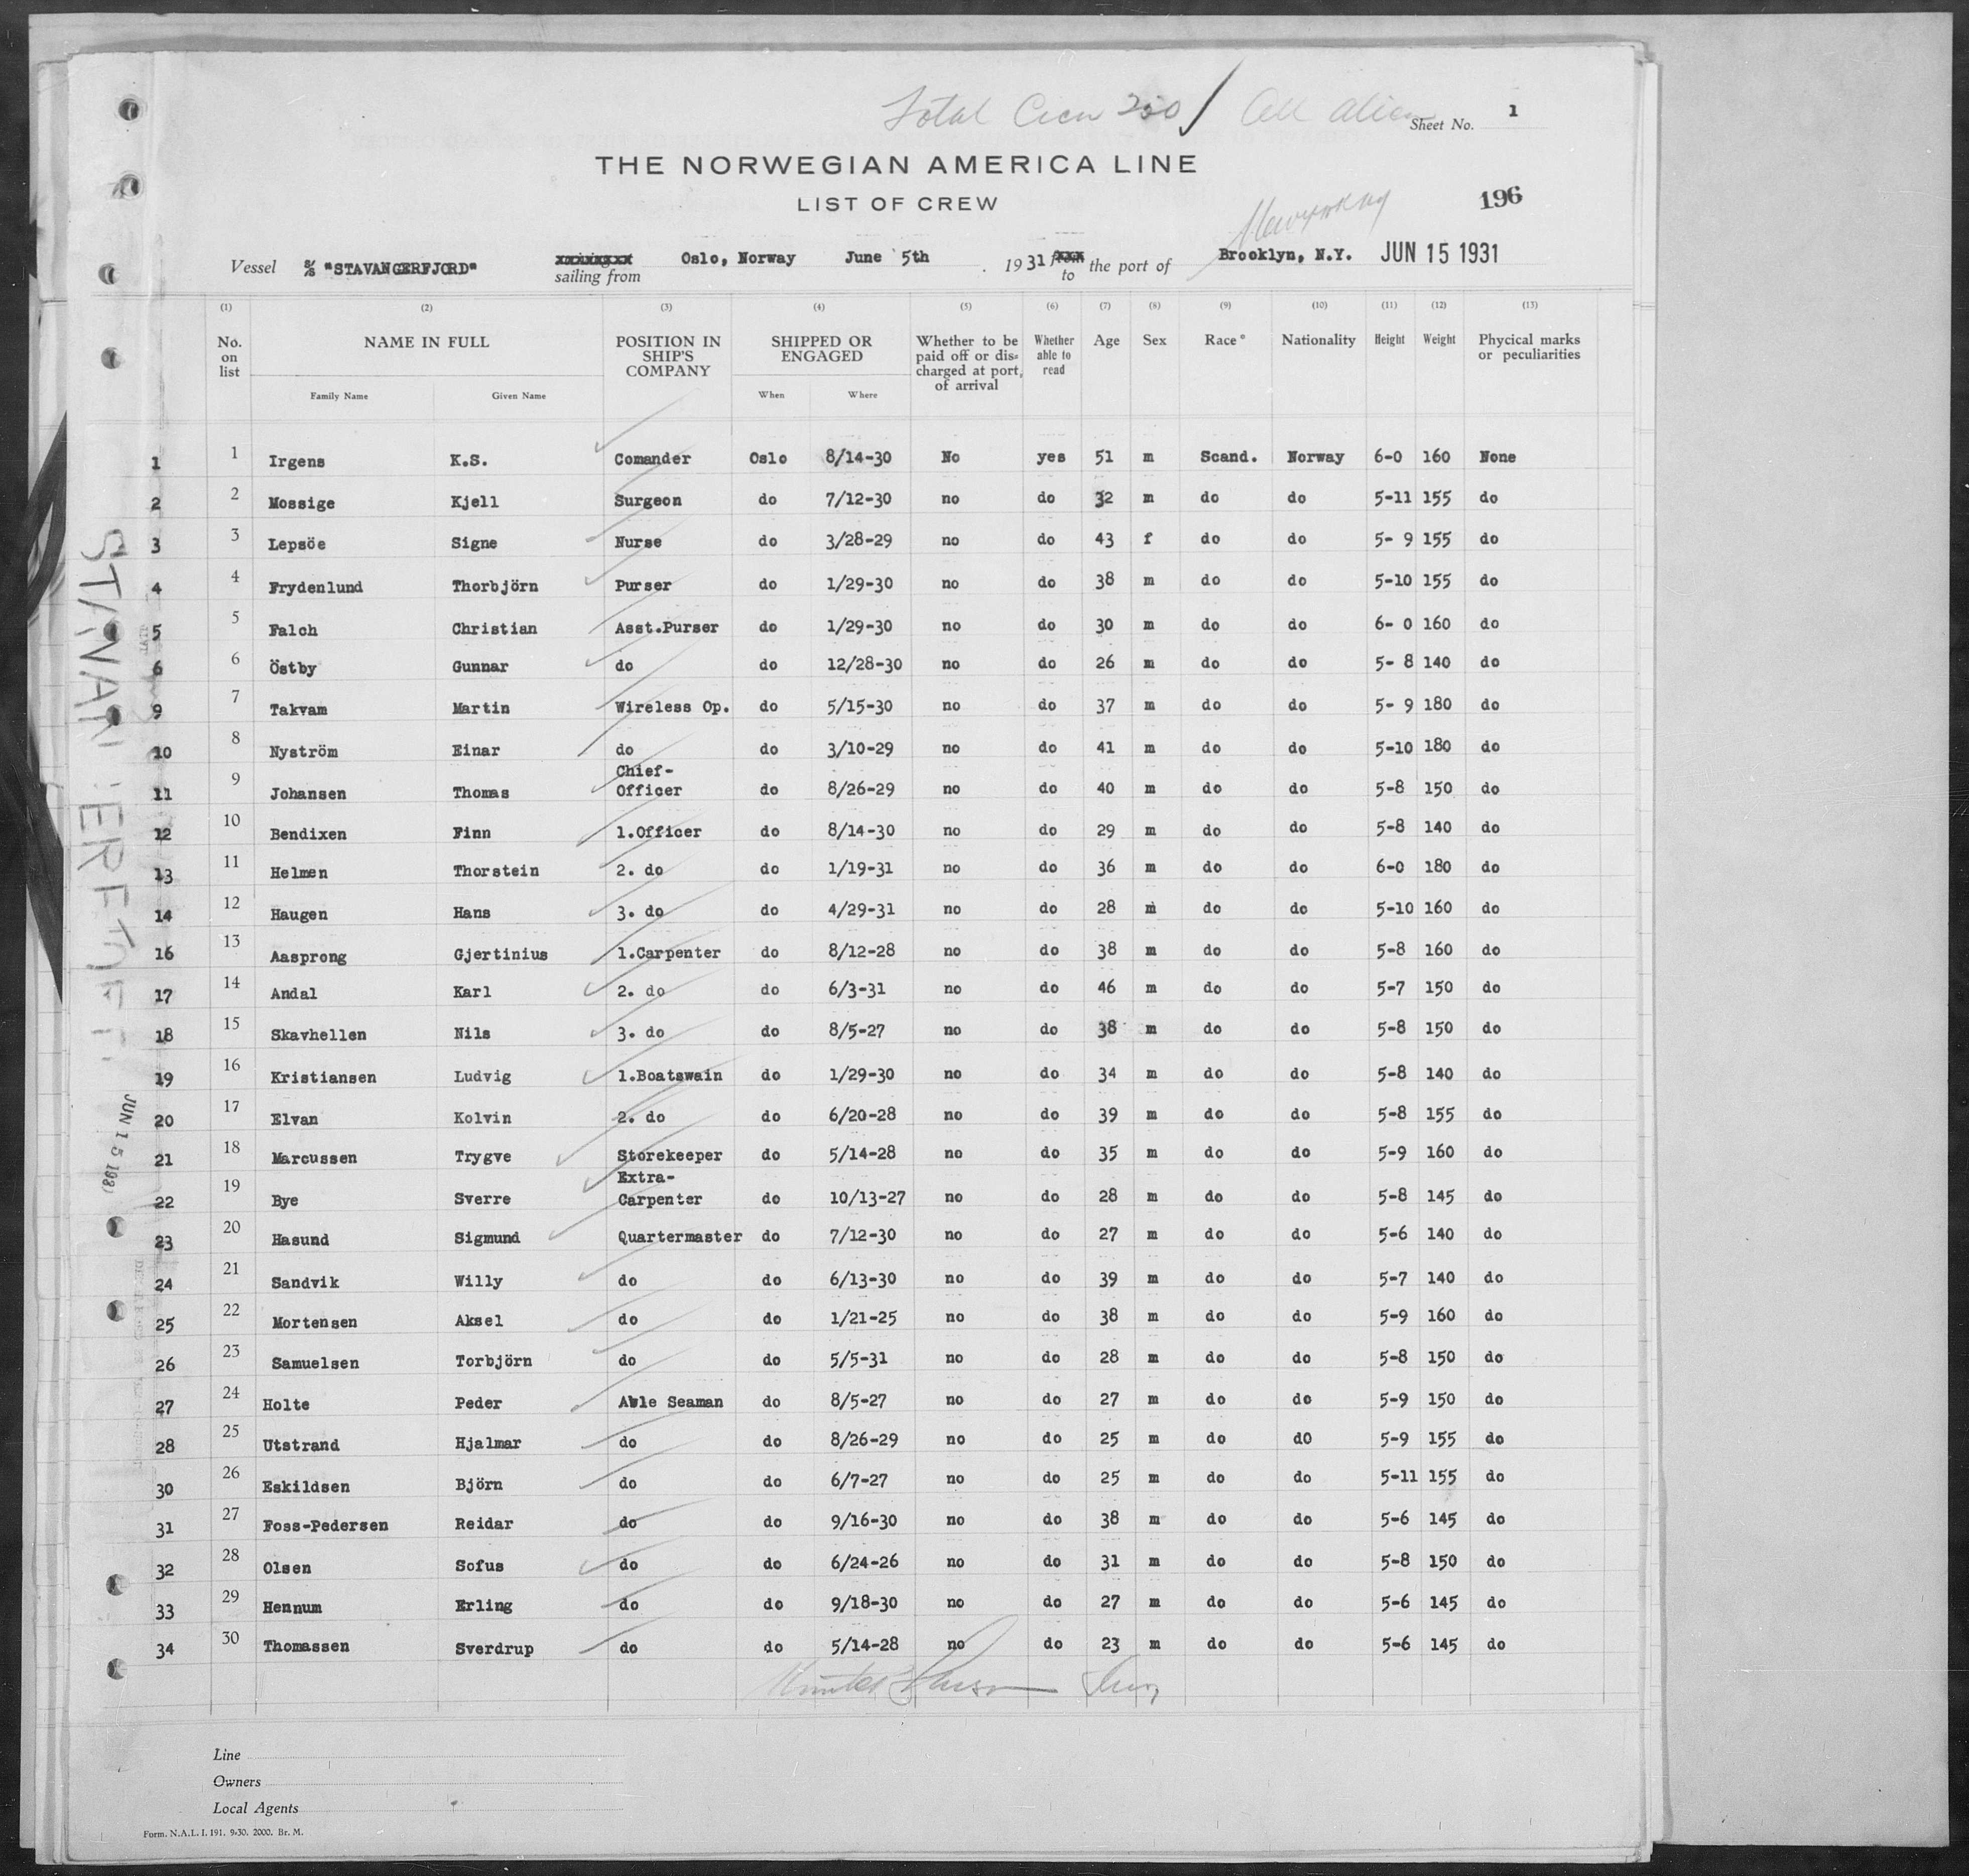 Total Crew 250 / All alien
Sheet No. 1
THE NORWEGIAN AMERICA LINE
LIST OF CREW
196
Vessel S/S "STAVANGERFJORD" sailing from Oslo, Norway June 5th . 1931 from to the port of Brooklyn, N.Y. JUN 15 1931
(1) (2) (3) (4) (5) (6) (7) (8) (9) (10) (11) (12) (13)
No. on list NAME IN FULL POSITION IN SHIP'S COMPANY SHIPPED OR ENGAGED Whether to be paid off or discharged at port, of arrival Whether able to read Age Sex Race* Nationality Height Weight Physical marks or peculiarities
Family Name Given Name When Where
1 1 Irgens K.S. Comander Oslo 8/14-30 No yes 51 m Scand. Norway 6-0 160 None
2 2 Mossige Kjell Surgeon do 7/12-30 no do 32 m do do 5-11 155 do
3 3 Lepsöe Signe Nurse do 3/28-29 no do 43 f do do 5- 9 155 do
4 4 Frydenlund Thorbjörn Purser do 1/29-30 no do 38 m do do 5-10 155 do
5 5 Falch Christian Asst.Purser do 1/29-30 no do 30 m do do 6- 0 160 do
6 6 Östby Gunnar do do 12/28-30 no do 26 m do do 5- 8 140 do
9 7 Takvam Martin Wireless Op. do 5/15-30 no do 37 m do do 5- 9 180 do
10 8 Nyström Einar do do 3/10-29 no do 41 m do do 5-10 180 do
11 9 Johansen Thomas Chief-Officer do 8/26-29 no do 40 m do do 5-8 150 do
12 10 Bendixen Finn 1.Officer do 8/14-30 no do 29 m do do 5-8 140 do
13 11 Helmen Thorstein 2. do do 1/19-31 no do 36 m do do 6-0 180 do
14 12 Haugen Hans 3. do do 4/29-31 no do 28 m do do 5-10 160 do
16 13 Aasprong Gjertinius 1.Carpenter do 8/12-28 no do 38 m do do 5-8 160 do
17 14 Andal Karl 2. do do 6/3-31 no do 46 m do do 5-7 150 do
18 15 Skavhellen Nils 3. do do 8/5-27 no do 38 m do do 5-8 150 do
19 16 Kristiansen Ludvig 1.Boatswain do 1/29-30 no do 34 m do do 5-8 140 do
20 17 Elvan Kolvin 2. do do 6/20-28 no do 39 m do do 5-8 155 do
21 18 Marcussen Trygve Storekeeper do 5/14-28 no do 35 m do do 5-9 160 do
22 19 Bye Sverre Extra-Carpenter do 10/13-27 no do 28 m do do 5-8 145 do
23 20 Hasund Sigmund Quartermaster do 7/12-30 no do 27 m do do 5-6 140 do
24 21 Sandvik Willy do do 6/13-30 no do 39 m do do 5-7 140 do
25 22 Mortensen Aksel do do 1/21-25 no do 38 m do do 5-9 160 do
26 23 Samuelsen Torbjörn do do 5/5-31 no do 28 m do do 5-8 150 do
27 24 Holte Peder Able Seaman do 8/5-27 no do 27 m do do 5-9 150 do
28 25 Utstrand Hjalmar do do 8/26-29 no do 25 m do dO 5-9 155 do
30 26 Eskildsen Björn do do 6/7-27 no do 25 m do do 5-11 155 do
31 27 Foss-Pedersen Reidar do do 9/16-30 no do 38 m do do 5-6 145 do
32 28 Olsen Sofus do do 6/24-26 no do 31 m do do 5-8 150 do
33 29 Hennum Erling do do 9/18-30 no do 27 m do do 5-6 145 do
34 30 Thomassen Sverdrup do do 5/14-28 no do 23 m do do 5-6 145 do
Line
Owners
Local Agents
Form. N.A.L. I. 191. 9-30. 2000. Br. M.
JUN 15 1931